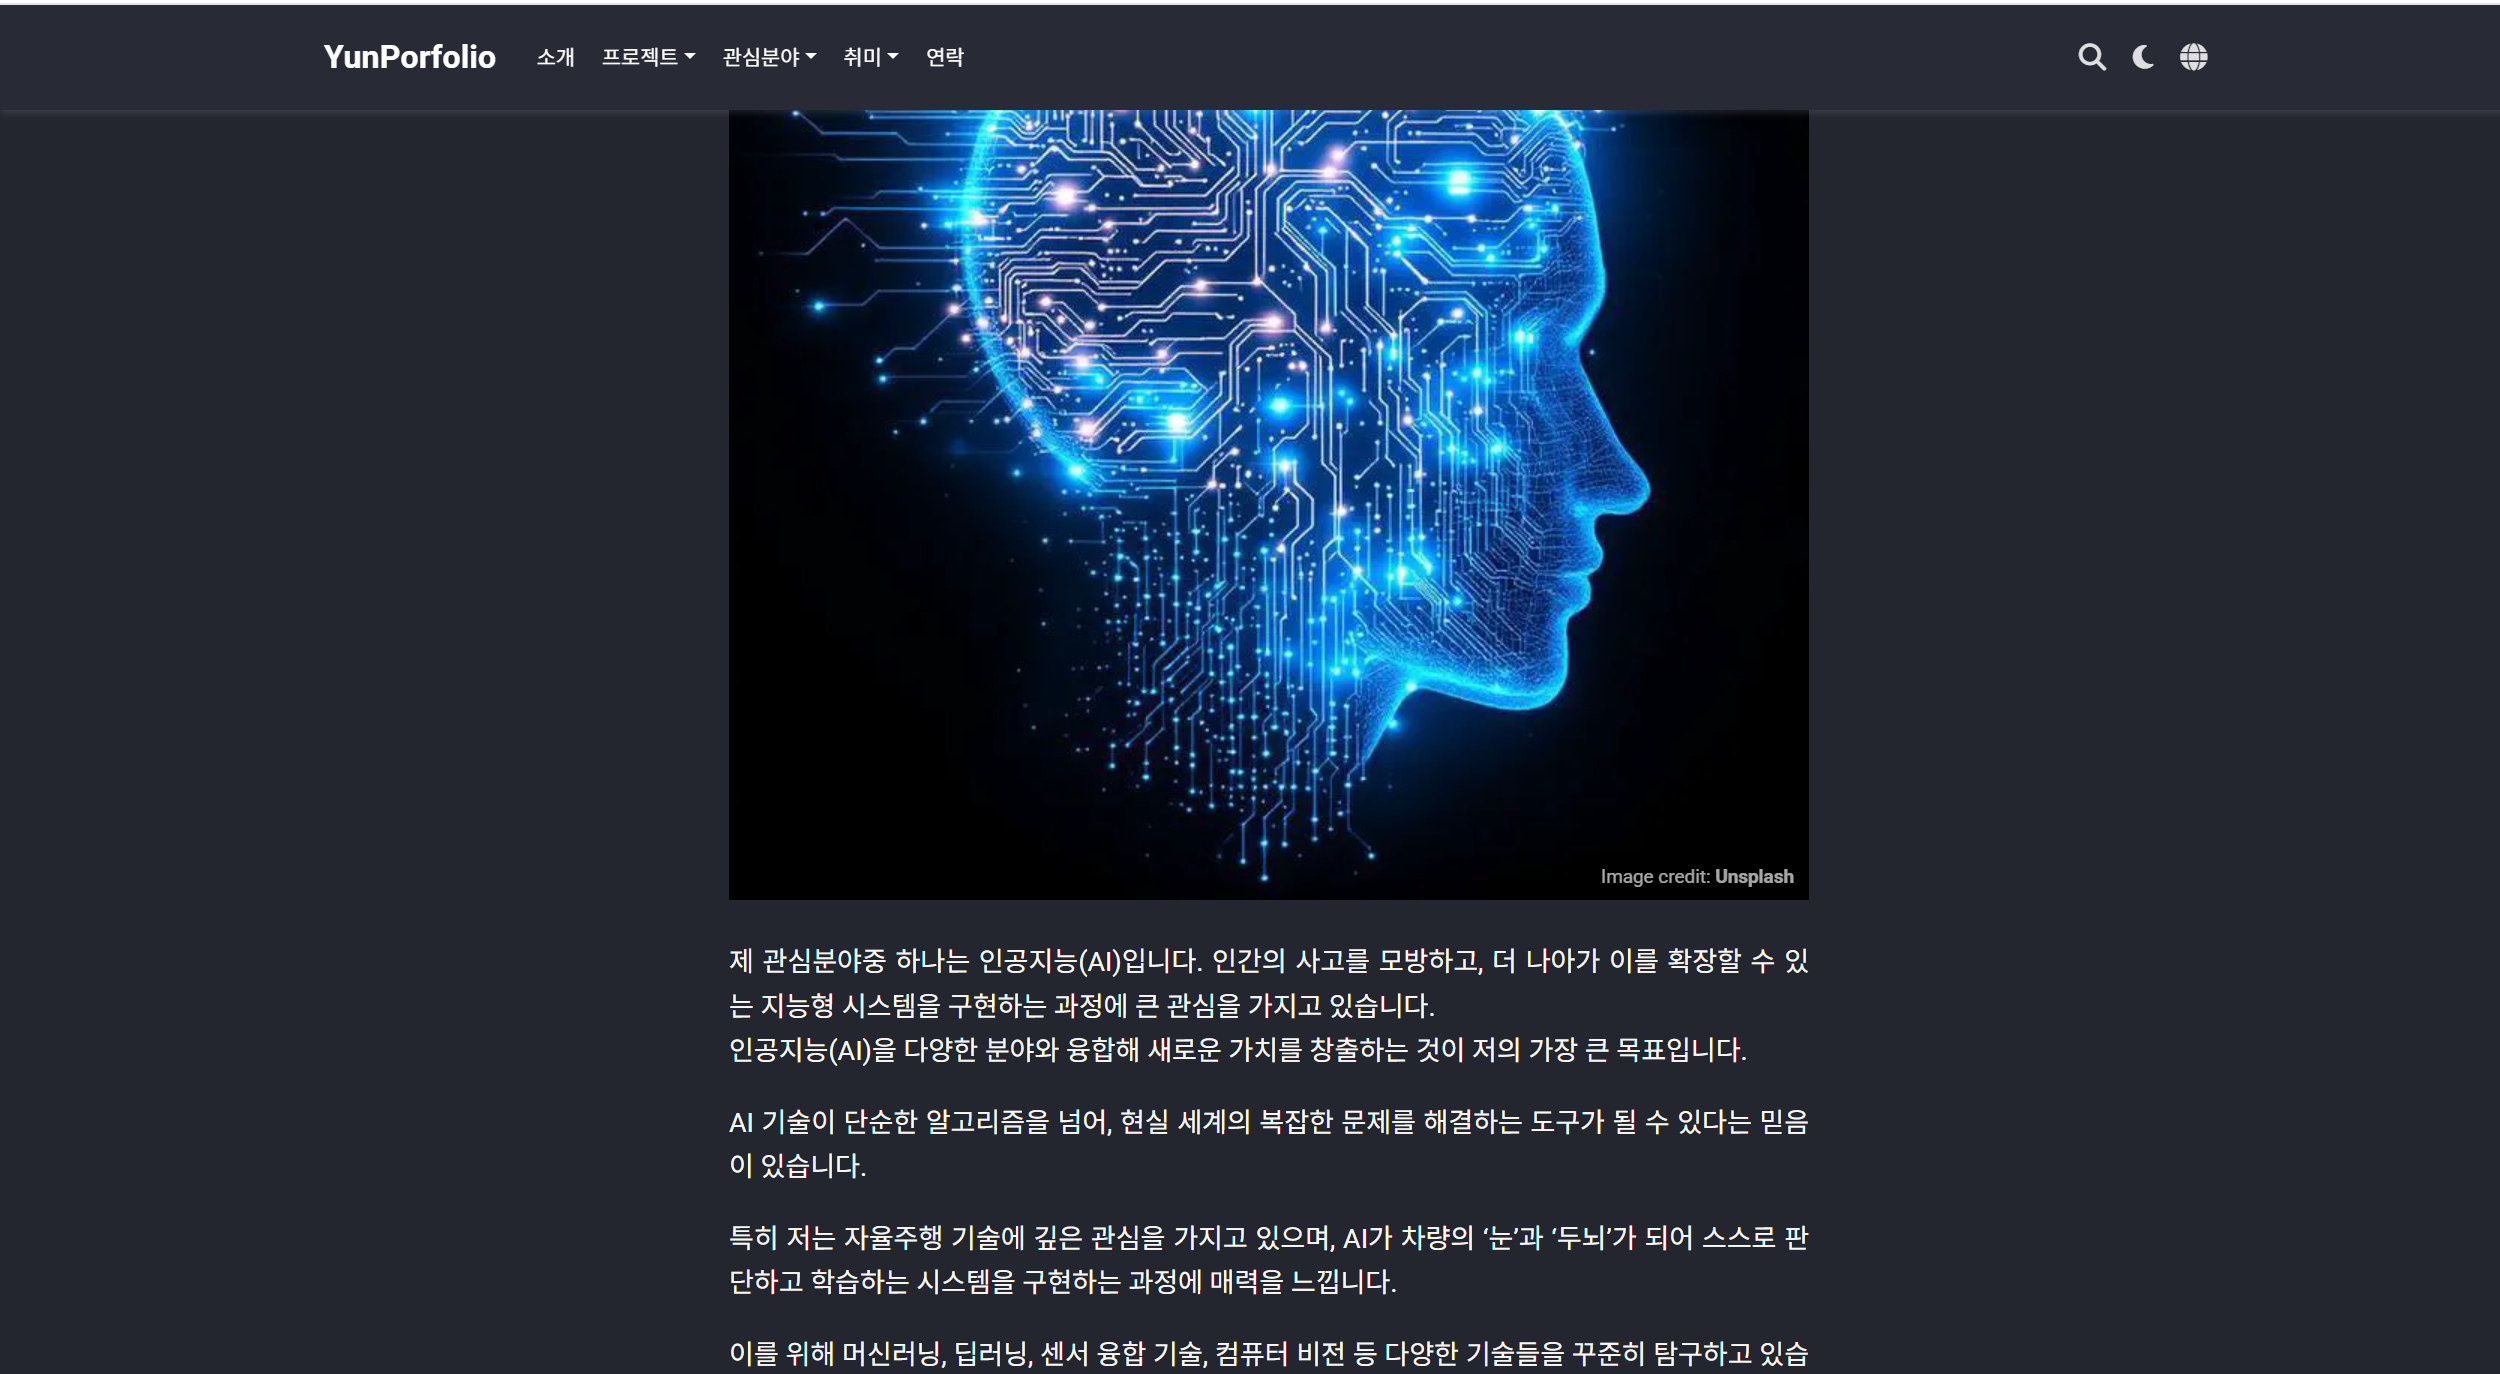 YunPorfolio 소개 프로젝트 관심분야 취미 연락
Image credit: Unsplash
제 관심분야중 하나는 인공지능(AI)입니다. 인간의 사고를 모방하고, 더 나아가 이를 확장할 수 있
는 지능형 시스템을 구현하는 과정에 큰 관심을 가지고 있습니다.
인공지능(AI)을 다양한 분야와 융합해 새로운 가치를 창출하는 것이 저의 가장 큰 목표입니다.
AI 기술이 단순한 알고리즘을 넘어, 현실 세계의 복잡한 문제를 해결하는 도구가 될 수 있다는 믿음
이 있습니다.
특히 저는 자율주행 기술에 깊은 관심을 가지고 있으며, AI가 차량의 ‘눈’과 ‘두뇌’가 되어 스스로 판
단하고 학습하는 시스템을 구현하는 과정에 매력을 느낍니다.
이를 위해 머신러닝, 딥러닝, 센서 융합 기술, 컴퓨터 비전 등 다양한 기술들을 꾸준히 탐구하고 있습